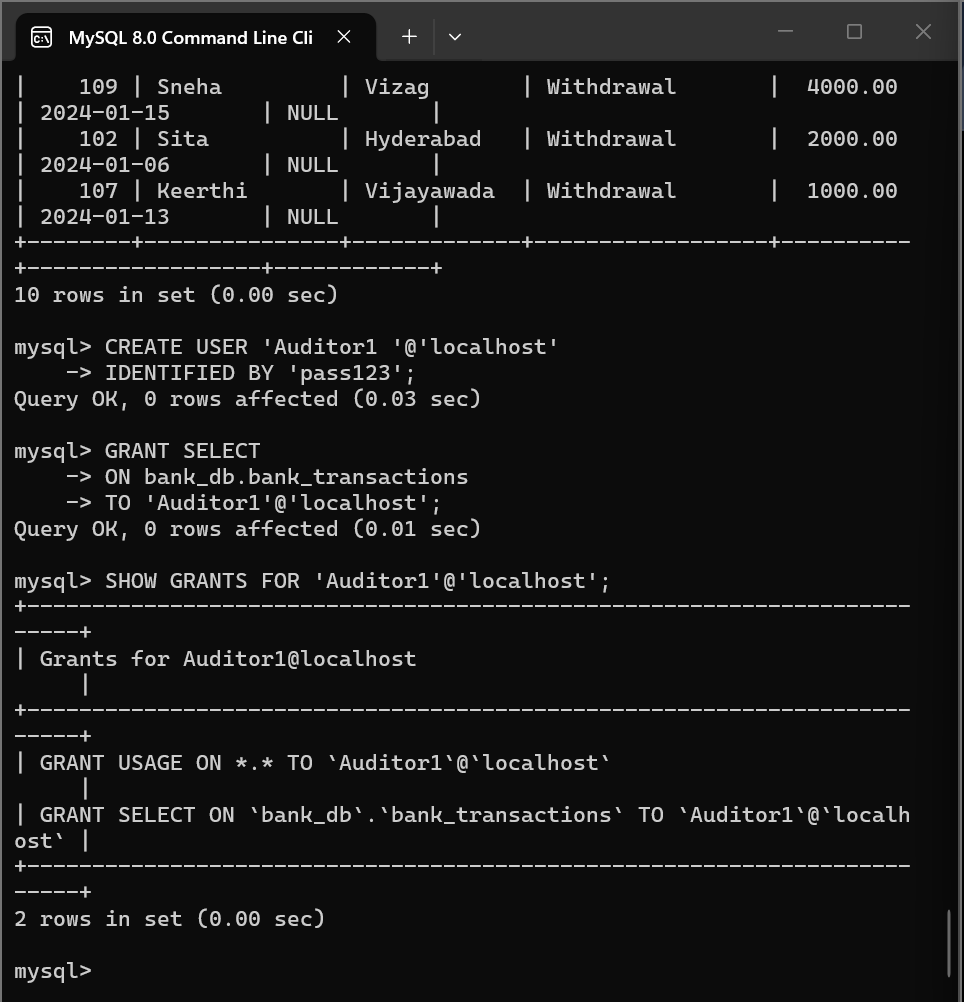 MySQL 8.0 Command Line Cli
|    109 | Sneha         | Vizag       | Withdrawal       |  4000.00
| 2024-01-15       | NULL       |
|    102 | Sita          | Hyderabad   | Withdrawal       |  2000.00
| 2024-01-06       | NULL       |
|    107 | Keerthi       | Vijayawada  | Withdrawal       |  1000.00
| 2024-01-13       | NULL       |
+--------+---------------+-------------+------------------+----------
+------------------+------------+
10 rows in set (0.00 sec)
mysql> CREATE USER 'Auditor1 '@'localhost'
    -> IDENTIFIED BY 'pass123';
Query OK, 0 rows affected (0.03 sec)
mysql> GRANT SELECT
    -> ON bank_db.bank_transactions
    -> TO 'Auditor1'@'localhost';
Query OK, 0 rows affected (0.01 sec)
mysql> SHOW GRANTS FOR 'Auditor1'@'localhost';
+--------------------------------------------------------------------
-----+
| Grants for Auditor1@localhost
     |
+--------------------------------------------------------------------
-----+
| GRANT USAGE ON *.* TO `Auditor1`@`localhost`
     |
| GRANT SELECT ON `bank_db`.`bank_transactions` TO `Auditor1`@`localh
ost` |
+--------------------------------------------------------------------
-----+
2 rows in set (0.00 sec)
mysql>